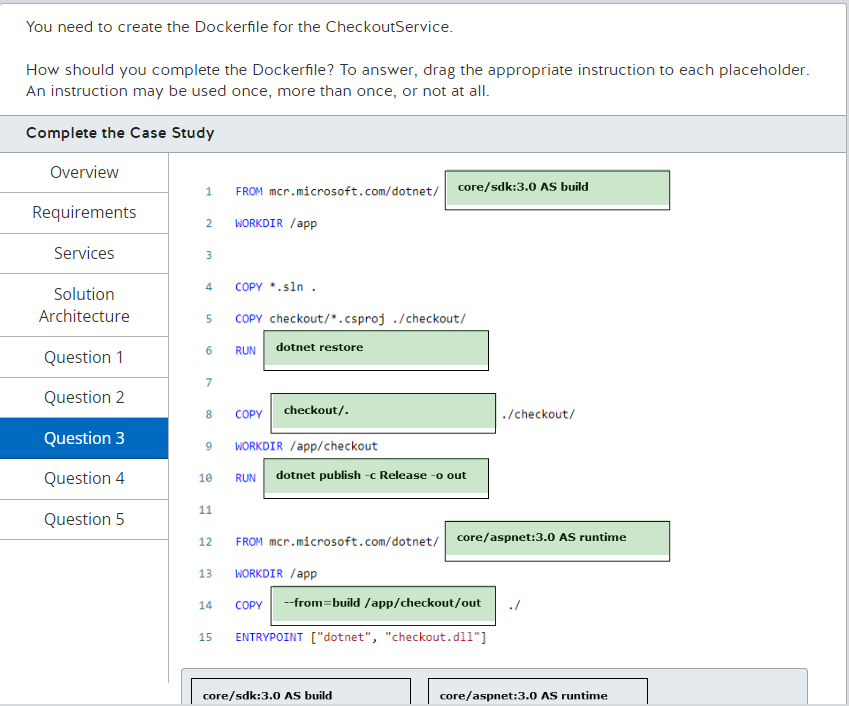 You need to create the Dockerfile for the CheckoutService.
How should you complete the Dockerfile? To answer, drag the appropriate instruction to each placeholder.
An instruction may be used once, more than once, or not at all.
Complete the Case Study
Overview
Requirements
Services
Solution
Architecture
Question 1
Question 2
Question 3
Question 4
Question 5
1 FROM mcr.microsoft.com/dotnet/ core/sdk:3.0 AS build
2 WORKDIR /app
3
4 COPY *.sln .
5 COPY checkout/*.csproj ./checkout/
6 RUN dotnet restore
7
8 COPY checkout/. ./checkout/
9 WORKDIR /app/checkout
10 RUN dotnet publish -c Release -o out
11
12 FROM mcr.microsoft.com/dotnet/ core/aspnet:3.0 AS runtime
13 WORKDIR /app
14 COPY --from=build /app/checkout/out ./
15 ENTRYPOINT ["dotnet", "checkout.dll"]
core/sdk:3.0 AS build core/aspnet:3.0 AS runtime